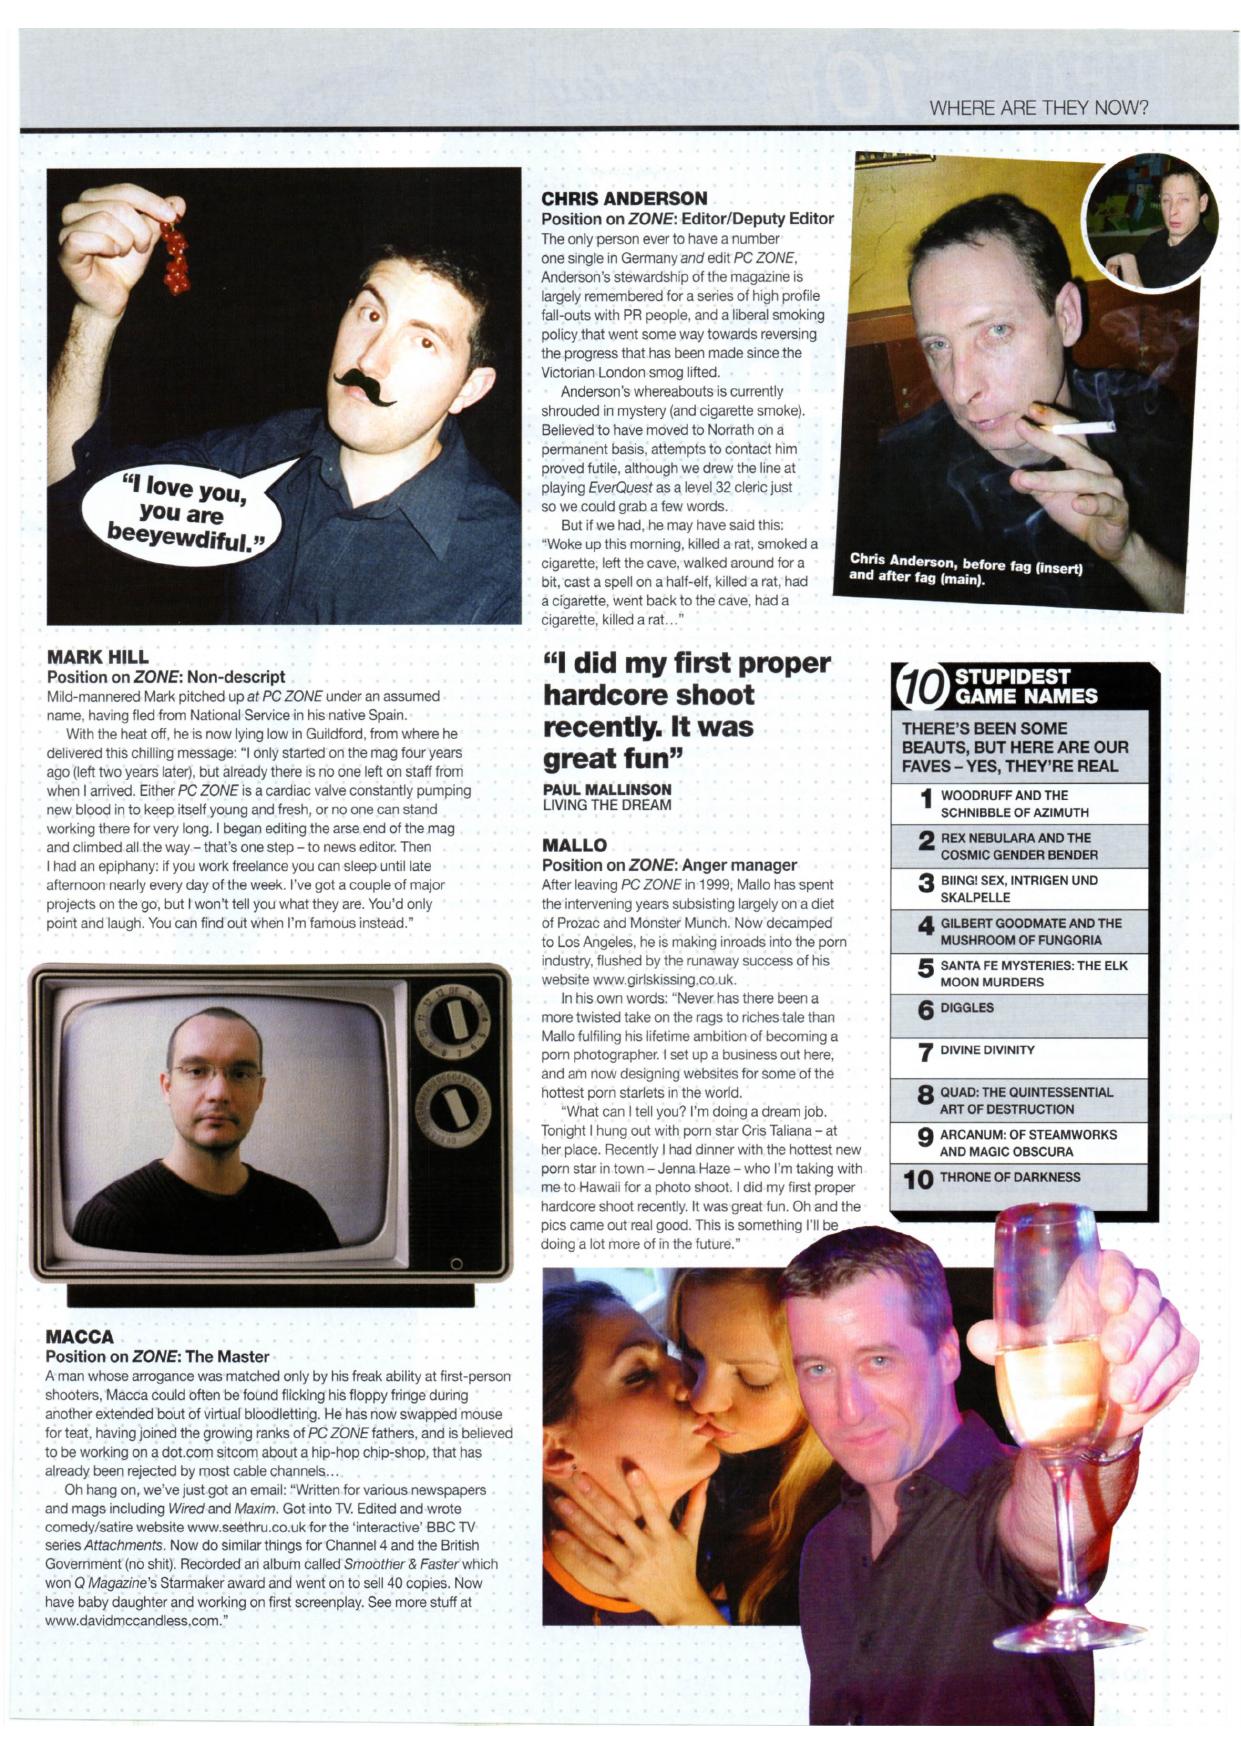 WHERE ARE THEY NOW?
"I love you,
you are
beeyewdiful."
MARK HILL
Position on ZONE: Non-descript
Mild-mannered Mark pitched up at PC ZONE under an assumed
name, having fled from National Service in his native Spain.
With the heat off, he is now lying low in Guildford, from where he
delivered this chilling message: "I only started on the mag four years
ago (left two years later), but already there is no one left on staff from
when I arrived. Either PC ZONE is a cardiac valve constantly pumping
new blood in to keep itself young and fresh, or no one can stand
working there for very long. I began editing the arse end of the mag
and climbed all the way – that's one step – to news editor. Then
I had an epiphany: if you work freelance you can sleep until late
afternoon nearly every day of the week. I've got a couple of major
projects on the go, but I won't tell you what they are. You'd only
point and laugh. You can find out when I'm famous instead."
MACCA
Position on ZONE: The Master
A man whose arrogance was matched only by his freak ability at first-person
shooters, Macca could often be found flicking his floppy fringe during
another extended bout of virtual bloodletting. He has now swapped mouse
for teat, having joined the growing ranks of PC ZONE fathers, and is believed
to be working on a dot.com sitcom about a hip-hop chip-shop, that has
already been rejected by most cable channels...
Oh hang on, we've just got an email: "Written for various newspapers
and mags including Wired and Maxim. Got into TV. Edited and wrote
comedy/satire website www.seethru.co.uk for the 'interactive' BBC TV
series Attachments. Now do similar things for Channel 4 and the British
Government (no shit). Recorded an album called Smoother & Faster which
won Q Magazine's Starmaker award and went on to sell 40 copies. Now
have baby daughter and working on first screenplay. See more stuff at
www.davidmccandless.com."
CHRIS ANDERSON
Position on ZONE: Editor/Deputy Editor
The only person ever to have a number
one single in Germany and edit PC ZONE,
Anderson's stewardship of the magazine is
largely remembered for a series of high profile
fall-outs with PR people, and a liberal smoking
policy that went some way towards reversing
the progress that has been made since the
Victorian London smog lifted.
Anderson's whereabouts is currently
shrouded in mystery (and cigarette smoke).
Believed to have moved to Norrath on a
permanent basis, attempts to contact him
proved futile, although we drew the line at
playing EverQuest as a level 32 cleric just
so we could grab a few words.
But if we had, he may have said this:
"Woke up this morning, killed a rat, smoked a
cigarette, left the cave, walked around for a
bit, cast a spell on a half-elf, killed a rat, had
a cigarette, went back to the cave, had a
cigarette, killed a rat..."
Chris Anderson, before fag (insert)
and after fag (main).
"I did my first proper
hardcore shoot
recently. It was
great fun"
PAUL MALLINSON
LIVING THE DREAM
MALLO
Position on ZONE: Anger manager
After leaving PC ZONE in 1999, Mallo has spent
the intervening years subsisting largely on a diet
of Prozac and Monster Munch. Now decamped
to Los Angeles, he is making inroads into the porn
industry, flushed by the runaway success of his
website www.girlskissing.co.uk.
In his own words: "Never has there been a
more twisted take on the rags to riches tale than
Mallo fulfiling his lifetime ambition of becoming a
porn photographer. I set up a business out here,
and am now designing websites for some of the
hottest porn starlets in the world.
"What can I tell you? I'm doing a dream job.
Tonight I hung out with porn star Cris Taliana – at
her place. Recently I had dinner with the hottest new
porn star in town – Jenna Haze – who I'm taking with
me to Hawaii for a photo shoot. I did my first proper
hardcore shoot recently. It was great fun. Oh and the
pics came out real good. This is something I'll be
doing a lot more of in the future."
10 STUPIDEST
GAME NAMES
THERE'S BEEN SOME
BEAUTS, BUT HERE ARE OUR
FAVES – YES, THEY'RE REAL
1 WOODRUFF AND THE
SCHNIBBLE OF AZIMUTH
2 REX NEBULARA AND THE
COSMIC GENDER BENDER
3 BIING! SEX, INTRIGEN UND
SKALPELLE
4 GILBERT GOODMATE AND THE
MUSHROOM OF FUNGORIA
5 SANTA FE MYSTERIES: THE ELK
MOON MURDERS
6 DIGGLES
7 DIVINE DIVINITY
8 QUAD: THE QUINTESSENTIAL
ART OF DESTRUCTION
9 ARCANUM: OF STEAMWORKS
AND MAGIC OBSCURA
10 THRONE OF DARKNESS